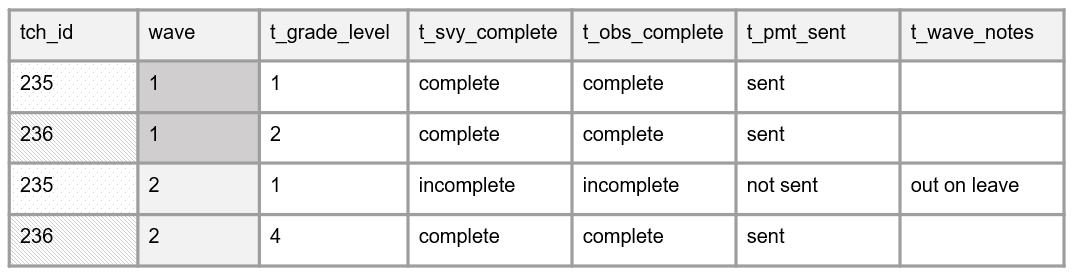 tch_id wave t_grade_level t_svy_complete t_obs_complete t_pmt_sent t_wave_notes
235 1 1 complete complete sent
236 1 2 complete complete sent
235 2 1 incomplete incomplete not sent out on leave
236 2 4 complete complete sent